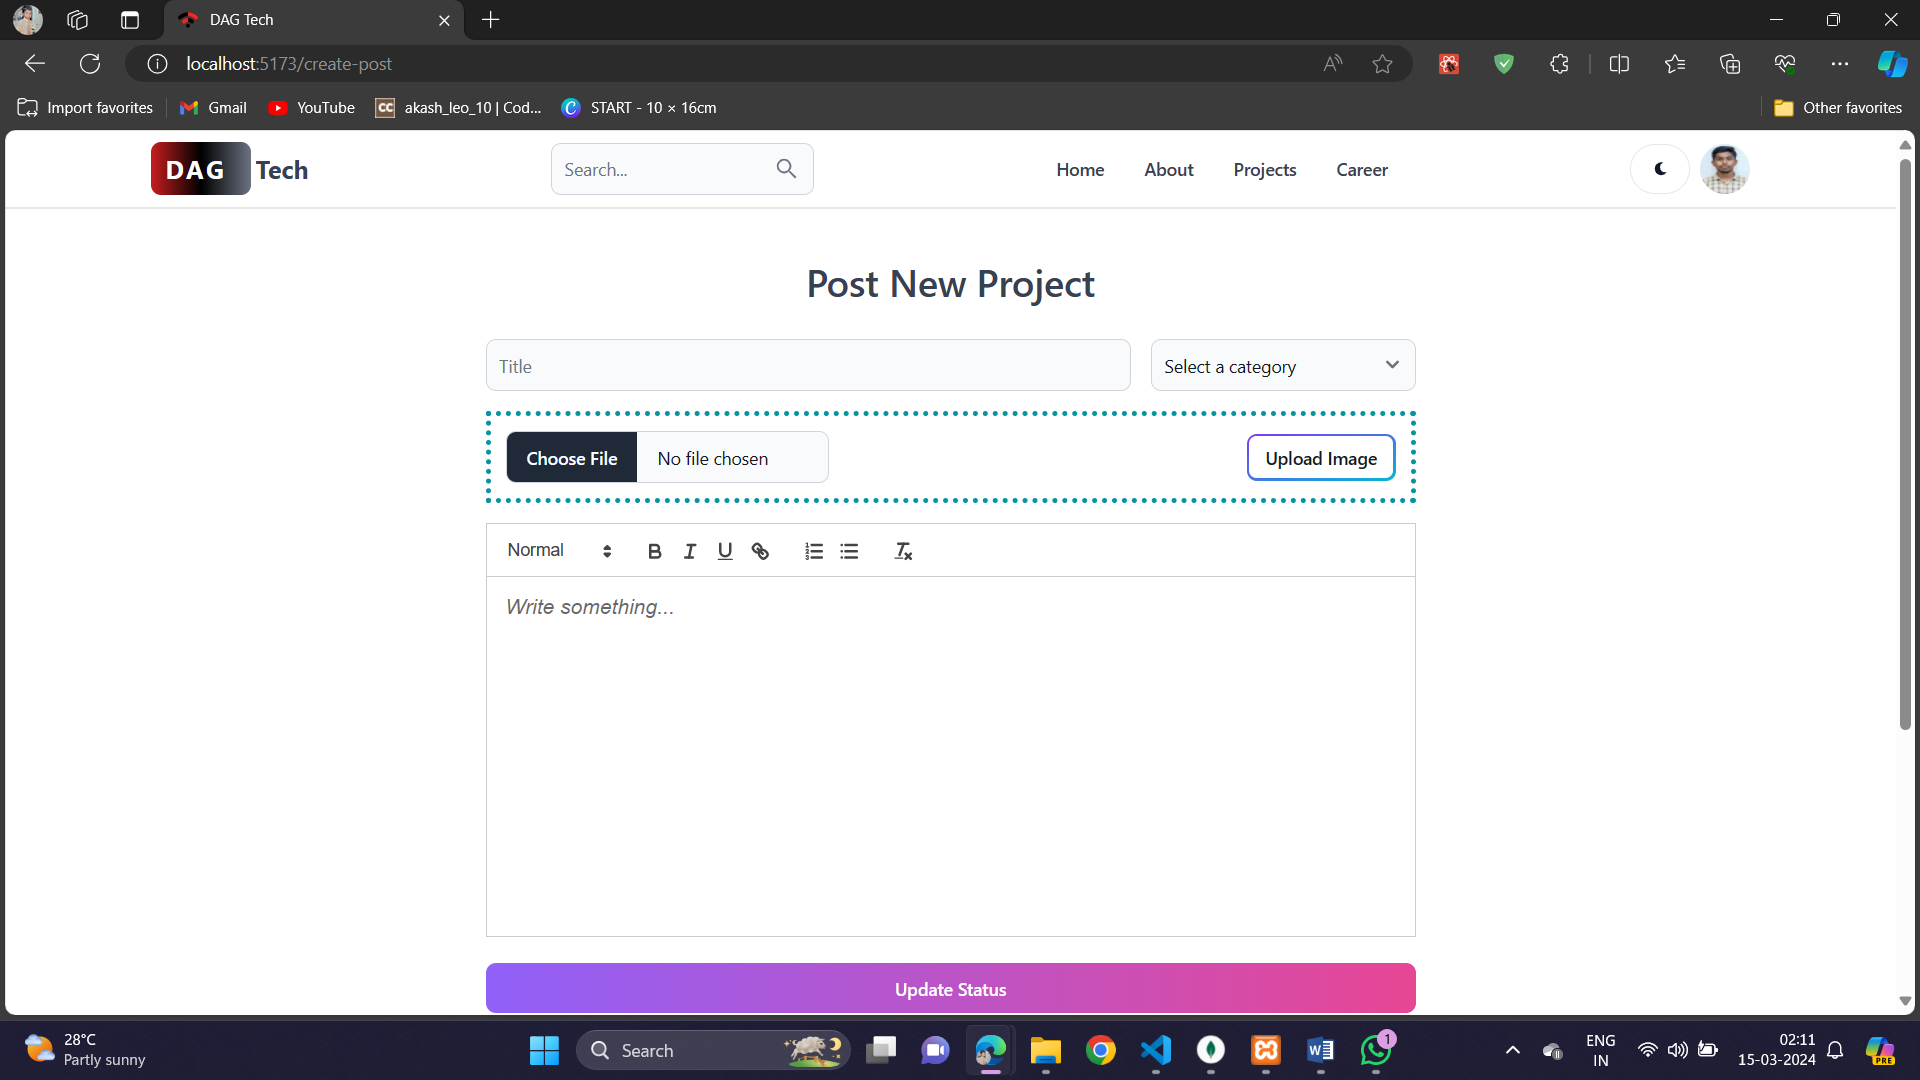 DAG Tech
localhost:5173/create-post
Import favorites
Gmail
YouTube
CC akash_leo_10 | Cod...
START - 10 × 16cm
Other favorites
DAG Tech
Search...
Home
About
Projects
Career
Post New Project
Title
Select a category
Choose File
No file chosen
Upload Image
Normal
Write something...
Update Status
28°C
Partly sunny
Search
1
ENG
IN
02:11
15-03-2024
PRE